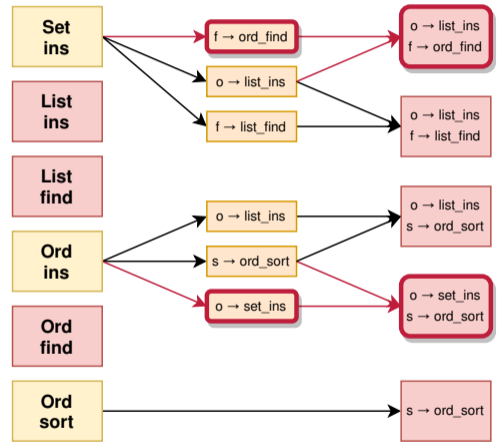 Set
ins
List
ins
List
find
Ord
ins
Ord
find
Ord
sort
f → ord_find
o → list_ins
f → list_find
o → list_ins
s → ord_sort
o → set_ins
o → list_ins
f → ord_find
o → list_ins
f → list_find
o → list_ins
s → ord_sort
o → set_ins
s → ord_sort
s → ord_sort